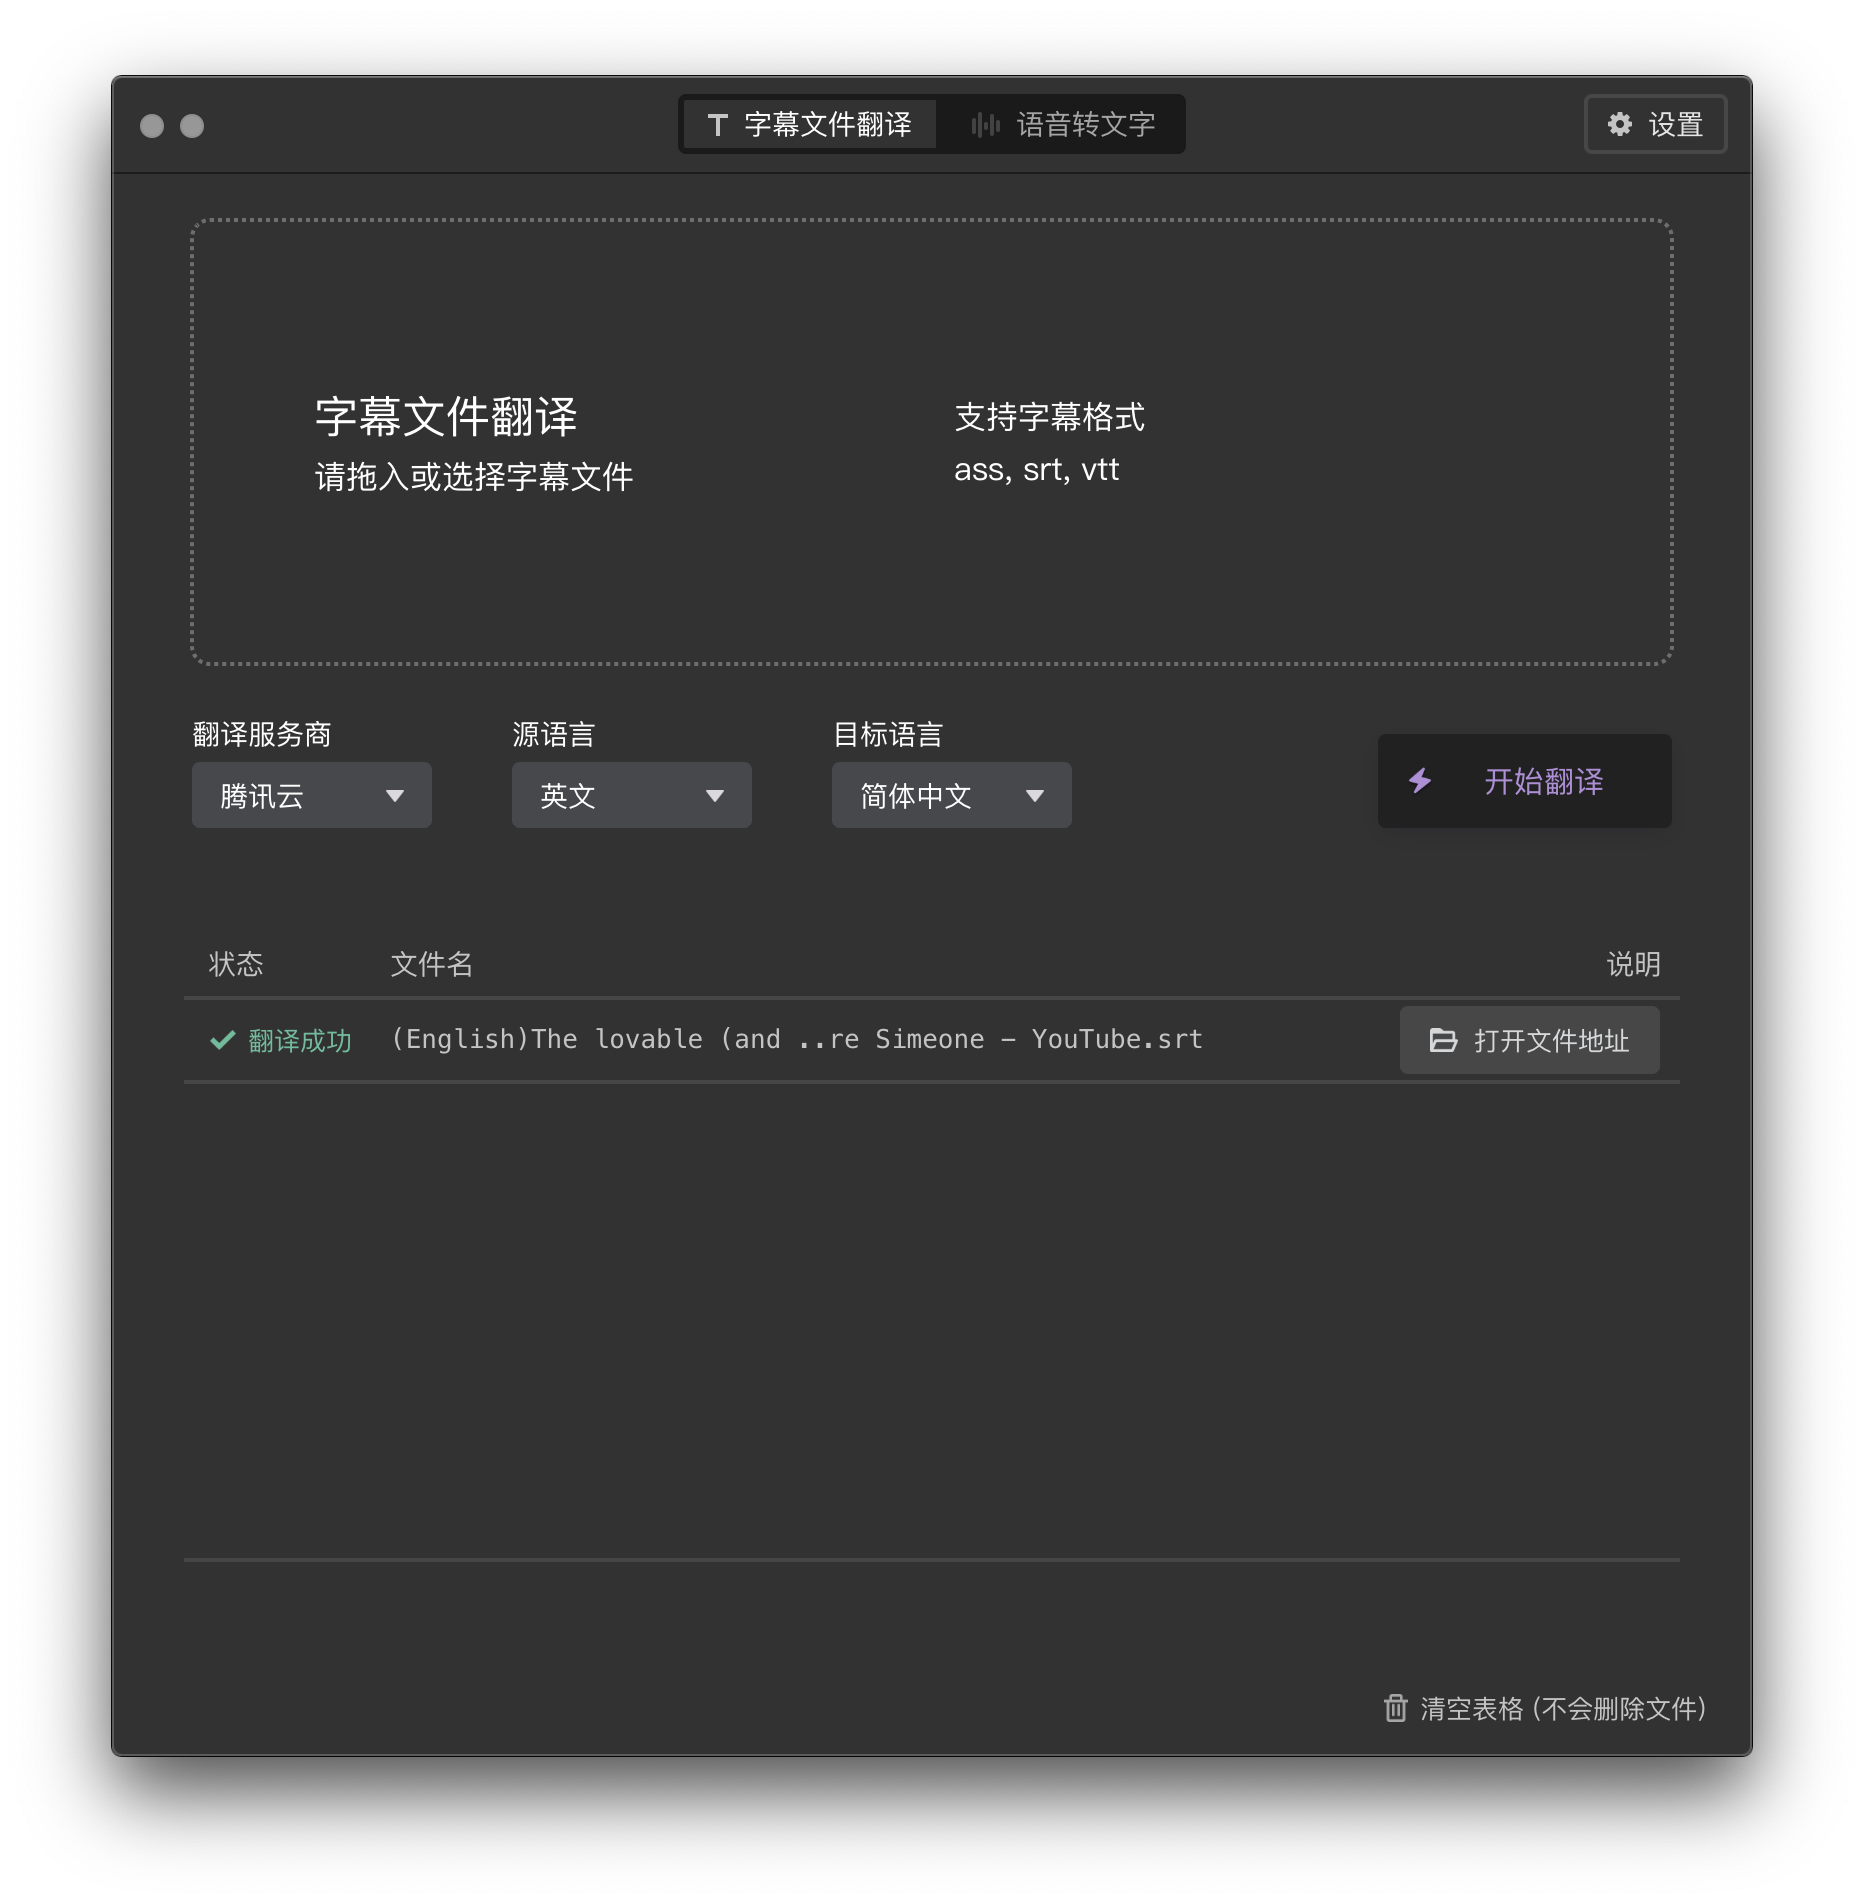 字幕文件翻译
语音转文字
设置
字幕文件翻译
请拖入或选择字幕文件
支持字幕格式
ass, srt, vtt
翻译服务商
源语言
目标语言
腾讯云
英文
简体中文
开始翻译
状态
文件名
说明
翻译成功
(English)The lovable (and ..re Simeone – YouTube.srt
打开文件地址
清空表格 (不会删除文件)